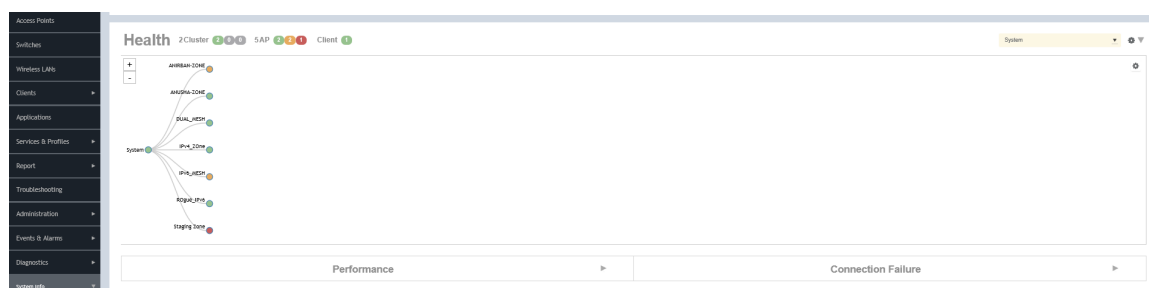 Access Points
Switches
Wireless LANs
Clients
Applications
Services & Profiles
Report
Troubleshooting
Administration
Events & Alarms
Diagnostics
System Info
Health 2Cluster 2 0 0 5AP 2 2 1 Client 1
System
+
-
ANIRBAN-ZONE
ANUSHA-ZONE
DUAL_MESH
IPv4_ZOne
IPv6_MESH
ROgue_IPv6
Staging Zone
System
Performance
Connection Failure